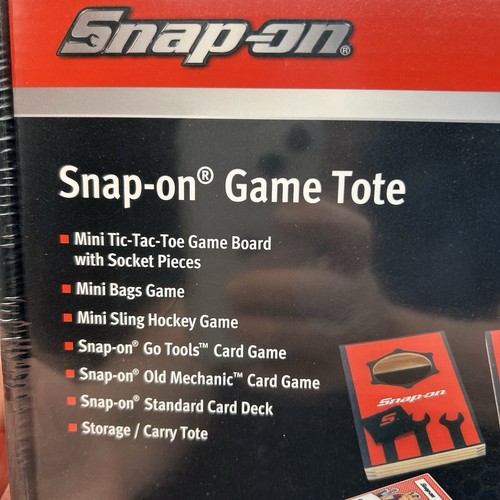 Snap-on®
Snap-on® Game Tote
Mini Tic-Tac-Toe Game Board
with Socket Pieces
Mini Bags Game
Mini Sling Hockey Game
Snap-on® Go Tools™ Card Game
Snap-on® Old Mechanic™ Card Game
Snap-on® Standard Card Deck
Storage / Carry Tote
Snap-on
S